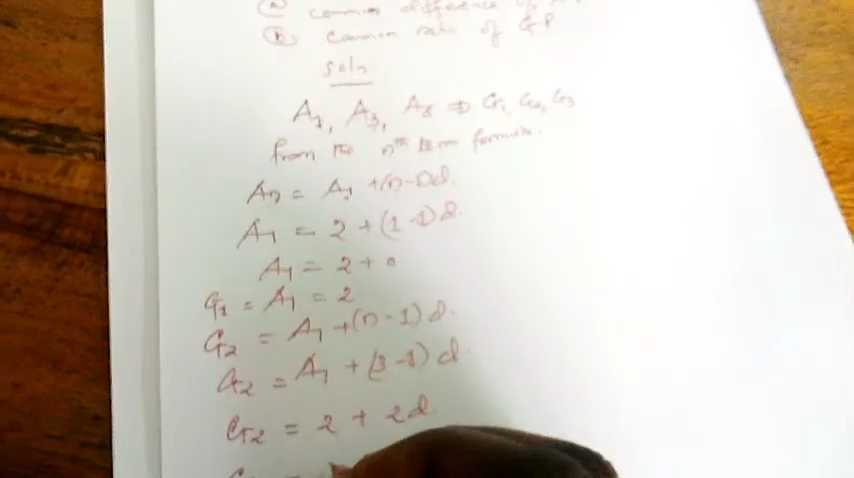 (a) common difference of
(b) common ratio of GP
soln
A₁, A₃, A₈ ⇒ G₁, G₂, G₃
from the nᵗʰ term formula.
An = A₁ + (n-1)d.
A₁ = 2 + (1-1)d.
A₁ = 2 + 0
G₁ = A₁ = 2
G₂ = A₁ + (n-1)d.
G₂ = A₁ + (3-1)d.
G₂ = 2 + 2d